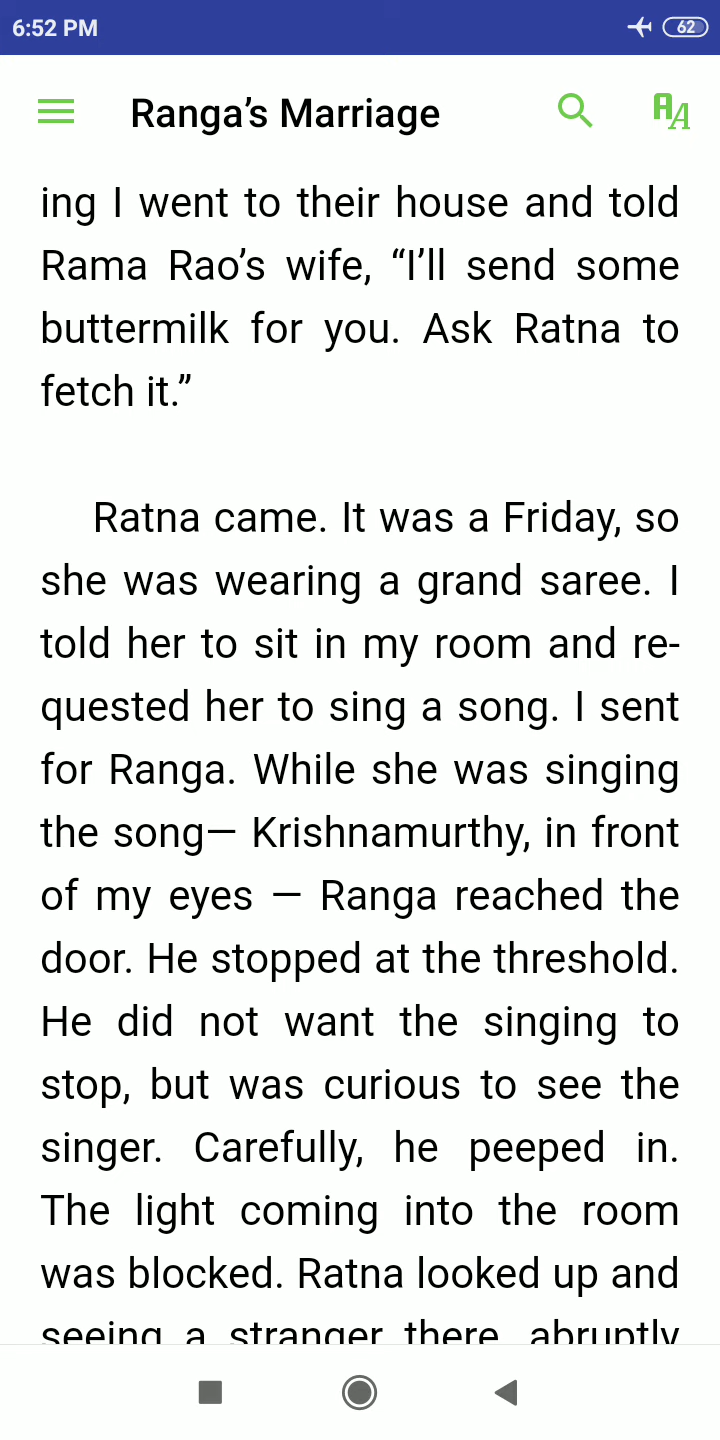 6:52 PM
62
Ranga’s Marriage
ing I went to their house and told
Rama Rao’s wife, “I’ll send some
buttermilk for you. Ask Ratna to
fetch it.”
Ratna came. It was a Friday, so
she was wearing a grand saree. I
told her to sit in my room and re-
quested her to sing a song. I sent
for Ranga. While she was singing
the song— Krishnamurthy, in front
of my eyes — Ranga reached the
door. He stopped at the threshold.
He did not want the singing to
stop, but was curious to see the
singer. Carefully, he peeped in.
The light coming into the room
was blocked. Ratna looked up and
seeing a stranger there, abruptly